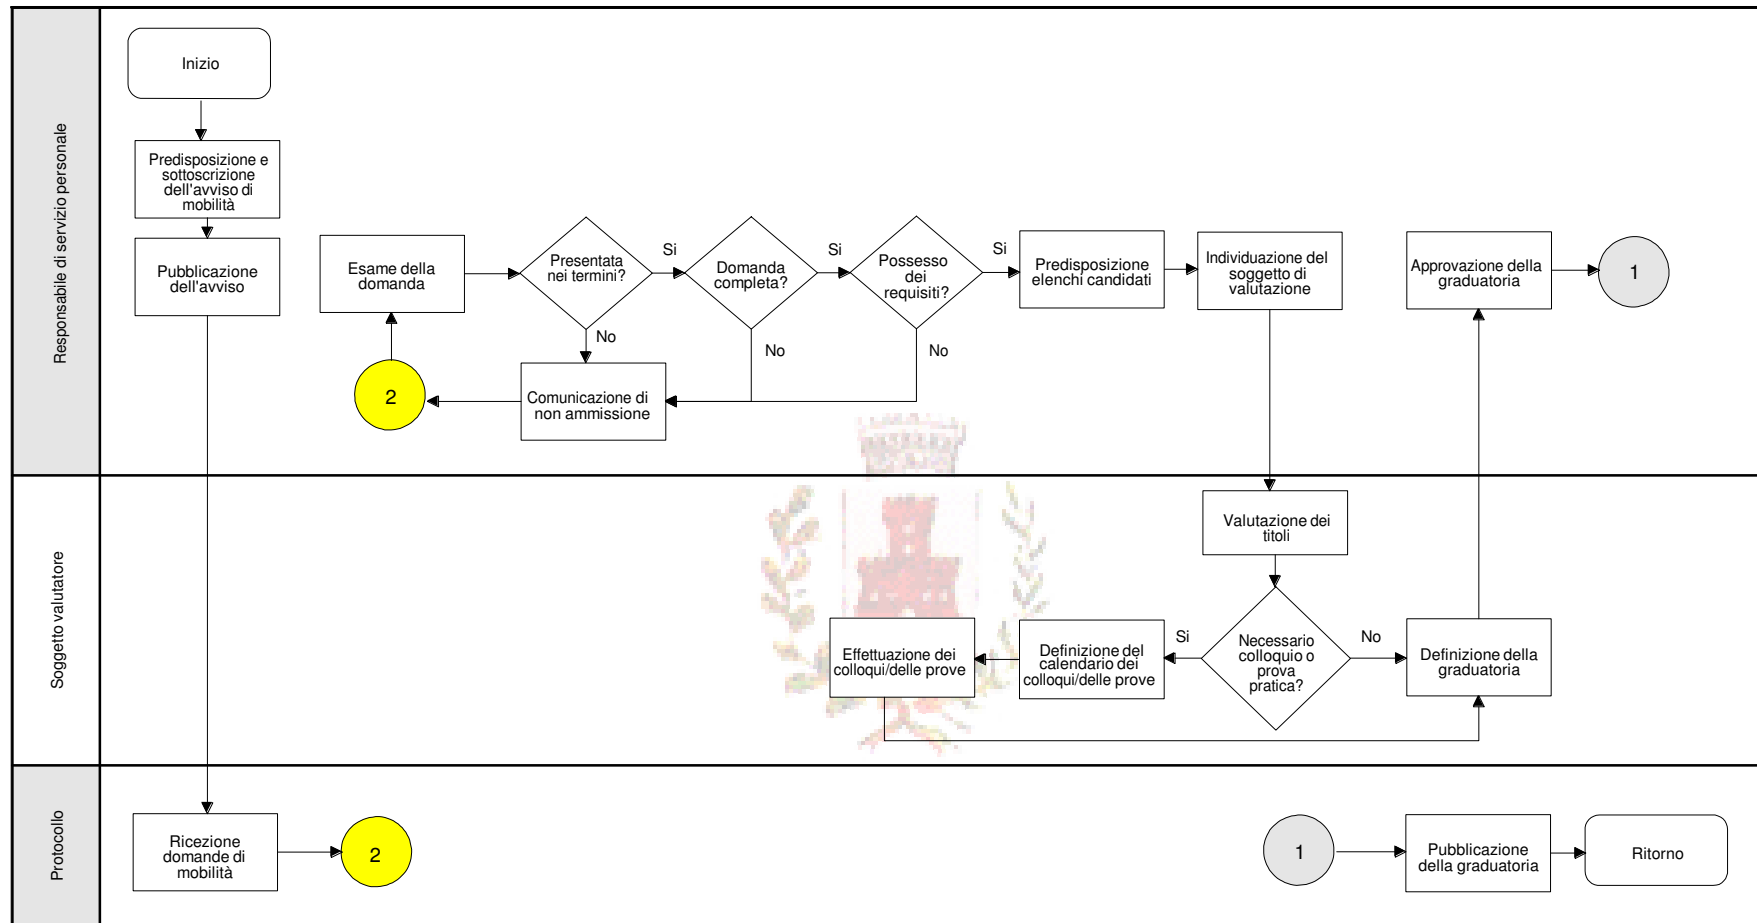 Responsabile di servizio personale
Inizio
Predisposizione e
sottoscrizione
dell'avviso di
mobilità
Pubblicazione
dell'avviso
Esame della
domanda
Presentata
nei termini?
Si
Domanda
completa?
Si
Possesso
dei
requisiti?
Si
Predisposizione
elenchi candidati
Individuazione del
soggetto di
valutazione
Approvazione della
graduatoria
1
No
No
No
2
Comunicazione di
non ammissione
Soggetto valutatore
Valutazione dei
titoli
Effettuazione dei
colloqui/delle prove
Definizione del
calendario dei
colloqui/delle prove
Si
Necessario
colloquio o
prova
pratica?
No
Definizione della
graduatoria
Protocollo
Ricezione
domande di
mobilità
2
1
Pubblicazione
della graduatoria
Ritorno